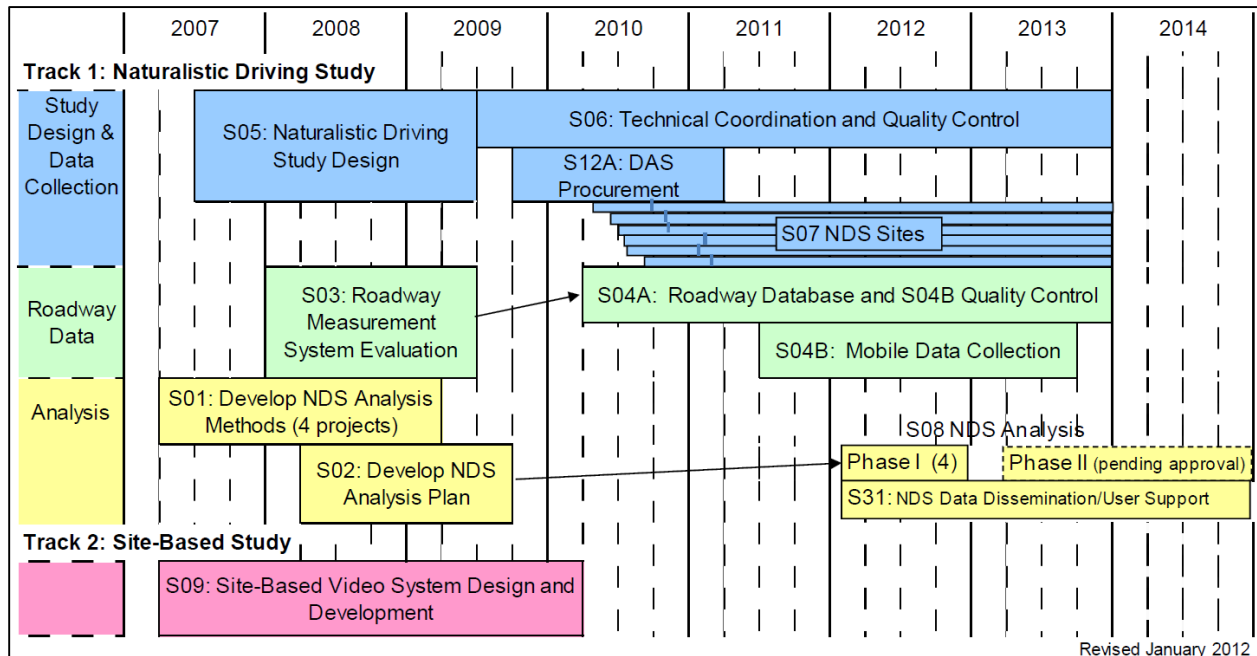 2007 2008 2009 2010 2011 2012 2013 2014
Track 1: Naturalistic Driving Study
Study
Design &
Data
Collection
S05: Naturalistic Driving
Study Design
S06: Technical Coordination and Quality Control
S12A: DAS
Procurement
S07 NDS Sites
Roadway
Data
S03: Roadway
Measurement
System Evaluation
S04A: Roadway Database and S04B Quality Control
S04B: Mobile Data Collection
Analysis
S01: Develop NDS Analysis
Methods (4 projects)
S02: Develop NDS
Analysis Plan
S08 NDS Analysis
Phase I (4)
Phase II (pending approval)
S31: NDS Data Dissemination/User Support
Track 2: Site-Based Study
S09: Site-Based Video System Design and
Development
Revised January 2012